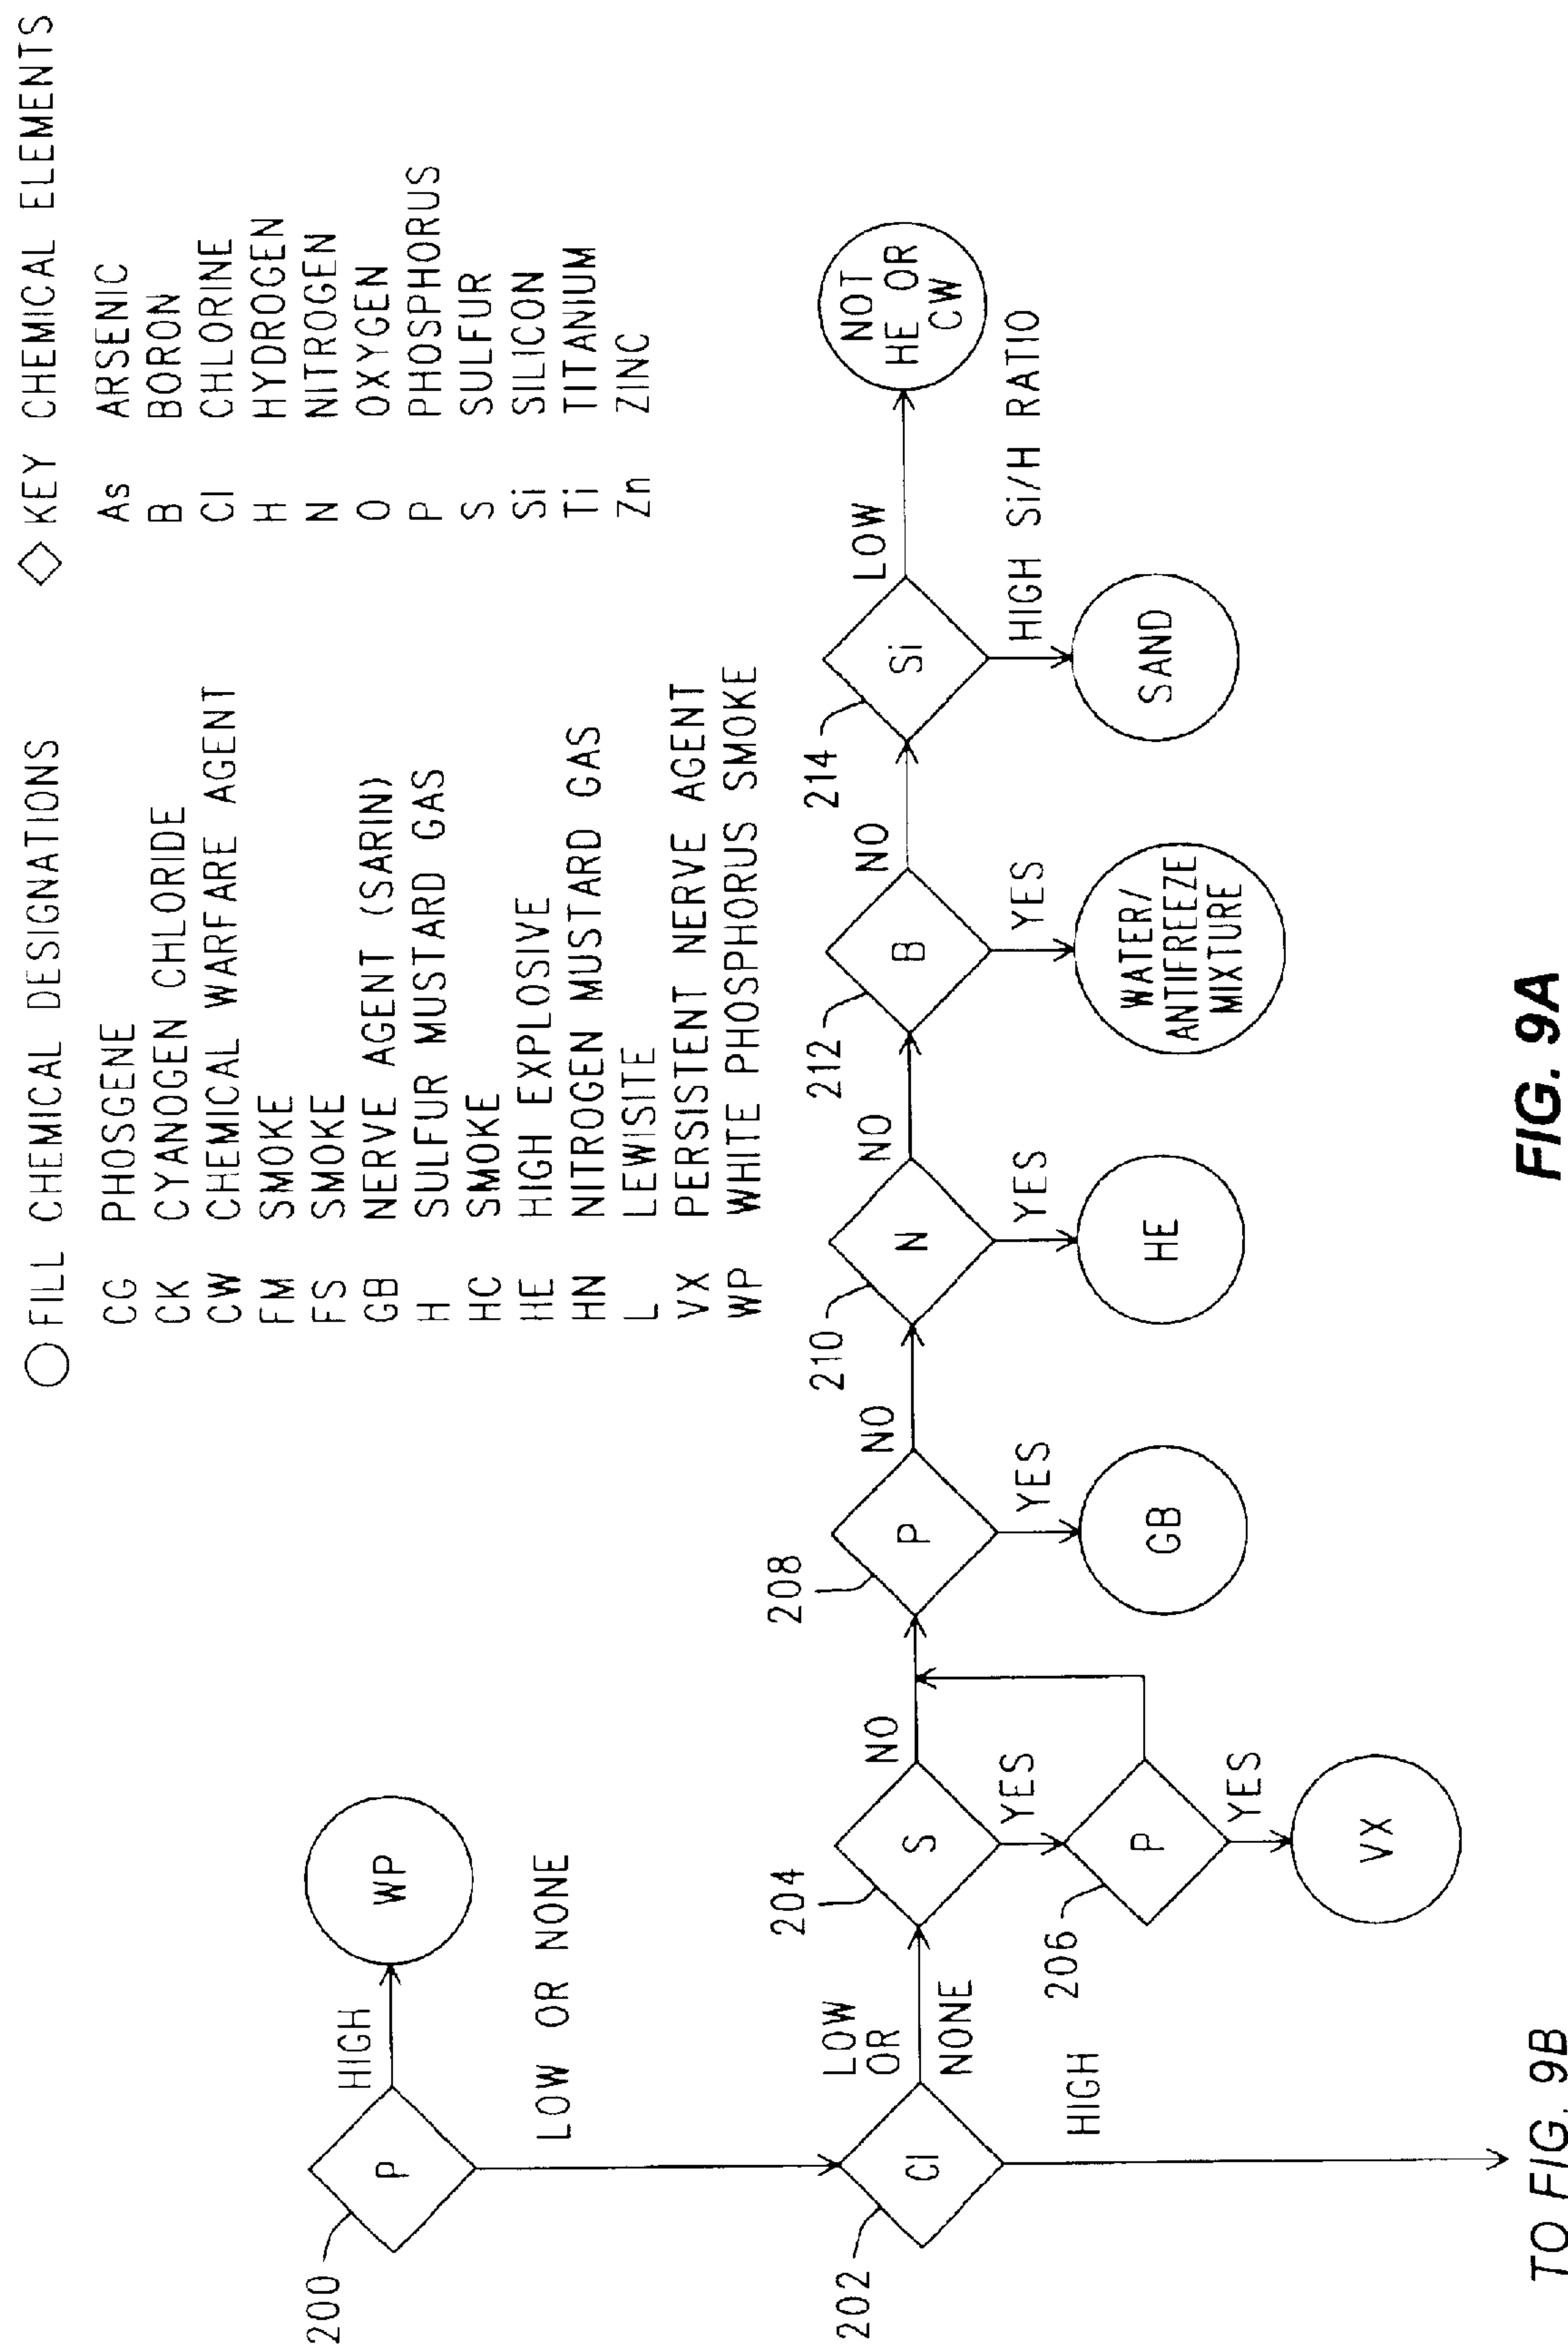 FILL CHEMICAL DESIGNATIONS
CG PHOSGENE
CK CYANOGEN CHLORIDE
CW CHEMICAL WARFARE AGENT
FM SMOKE
FS SMOKE
GB NERVE AGENT (SARIN)
H SULFUR MUSTARD GAS
HC SMOKE
HE HIGH EXPLOSIVE
HN NITROGEN MUSTARD GAS
L LEWISITE
VX PERSISTENT NERVE AGENT
WP WHITE PHOSPHORUS SMOKE
KEY CHEMICAL ELEMENTS
As ARSENIC
B BORON
Cl CHLORINE
H HYDROGEN
N NITROGEN
O OXYGEN
P PHOSPHORUS
S SULFUR
Si SILICON
Ti TITANIUM
Zn ZINC
200
P
HIGH
WP
LOW OR NONE
202
Cl
LOW
OR
NONE
HIGH
TO FIG. 9B
204
S
NO
YES
206
P
YES
VX
208
P
NO
YES
GB
210
N
NO
YES
HE
212
B
NO
YES
WATER/
ANTIFREEZE
MIXTURE
214
Si
LOW
NOT
HE OR
CW
HIGH Si/H RATIO
SAND
FIG. 9A